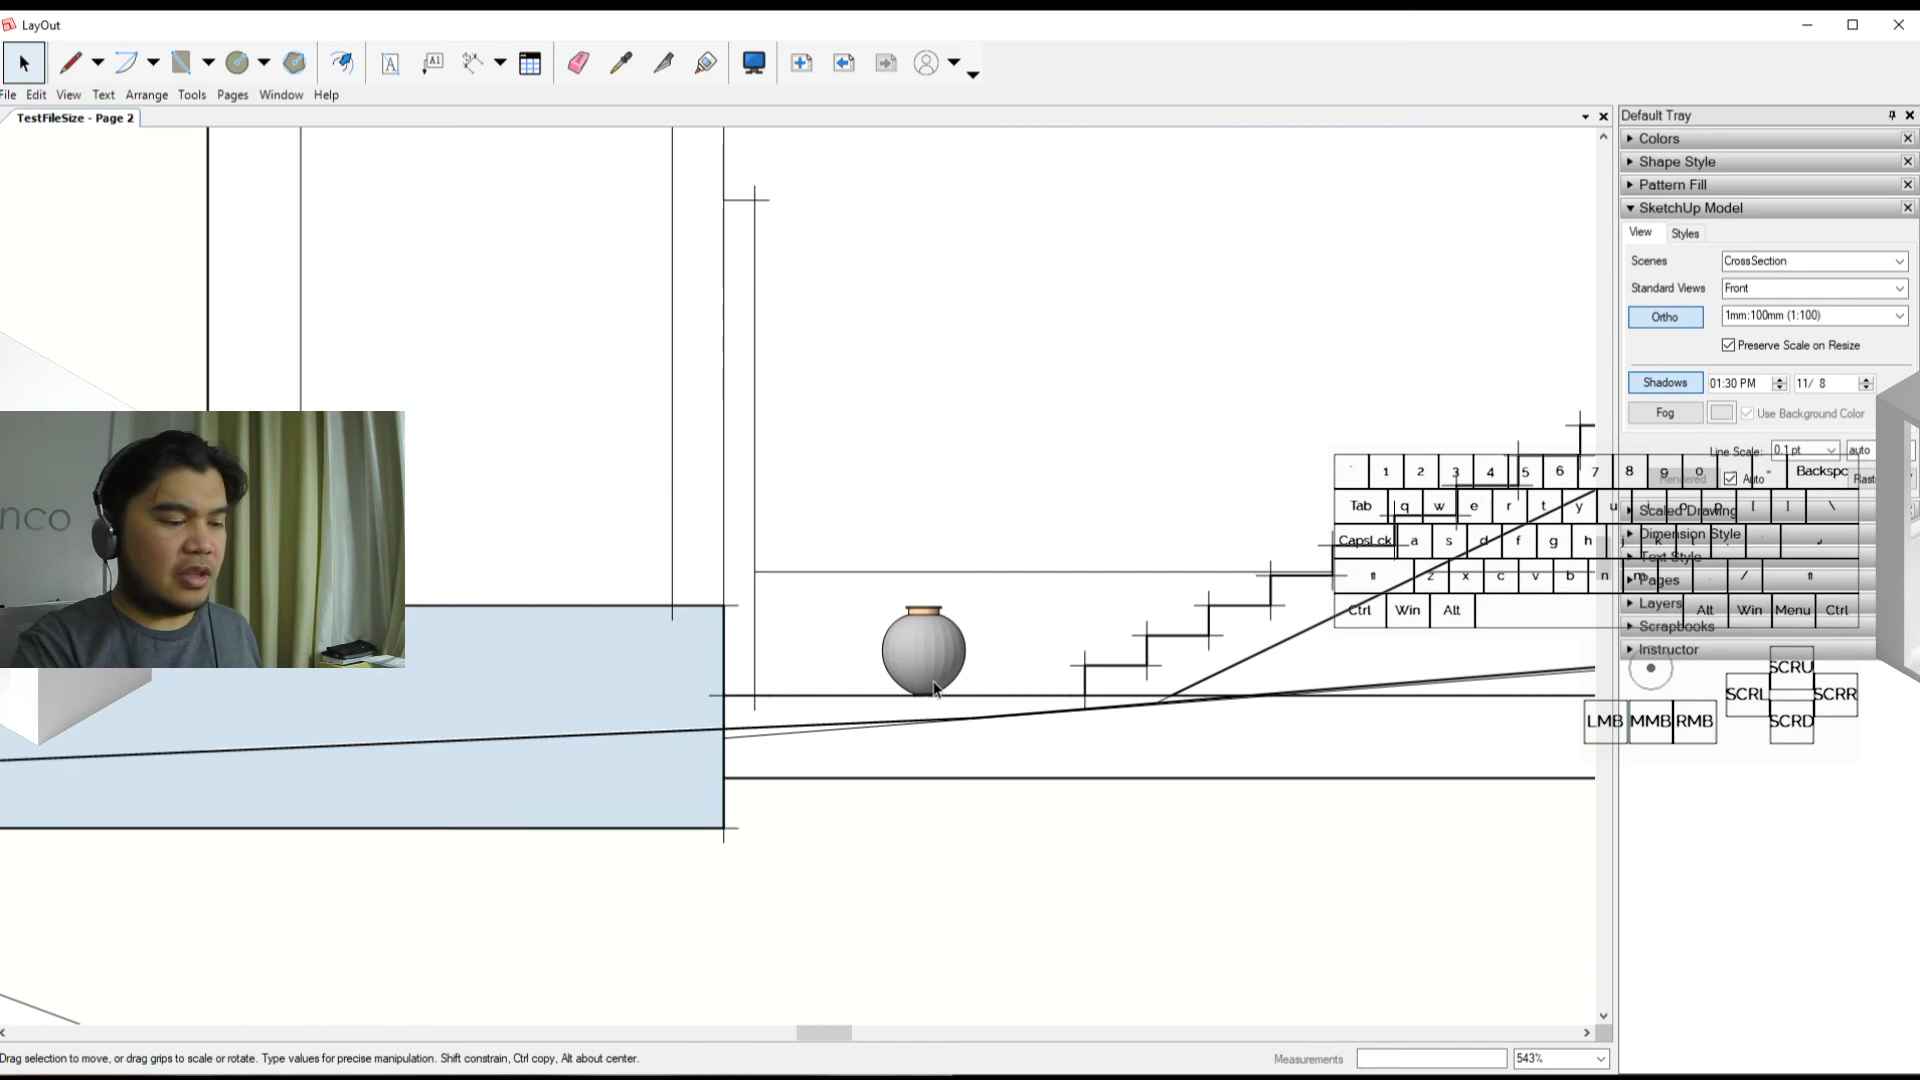 LayOut
File Edit View Text Arrange Tools Pages Window Help
TestFileSize - Page 2
Default Tray
Colors
Shape Style
Pattern Fill
SketchUp Model
View Styles
Scenes CrossSection
Standard Views Front
Ortho 1mm:100mm (1:100)
Preserve Scale on Resize
Shadows 01:30 PM 11/ 8
Fog Use Background Color
Line Scale: 0.1 pt auto
Rendered Auto Rast
` 1 2 3 4 5 6 7 8 9 0 - Backspc
Tab q w e r t y u i o p [ ] \
CapsLck a s d f g h j k l
⇧ z x c v b n m . / ⇧
Ctrl Win Alt Alt Win Menu Ctrl
Scaled Drawing
Dimension Style
Text Style
Pages
Layers
Scrapbooks
Instructor
SCRU
SCRL SCRR
LMB MMB RMB SCRD
nco
Drag selection to move, or drag grips to scale or rotate. Type values for precise manipulation. Shift constrain, Ctrl copy, Alt about center.
Measurements 543%